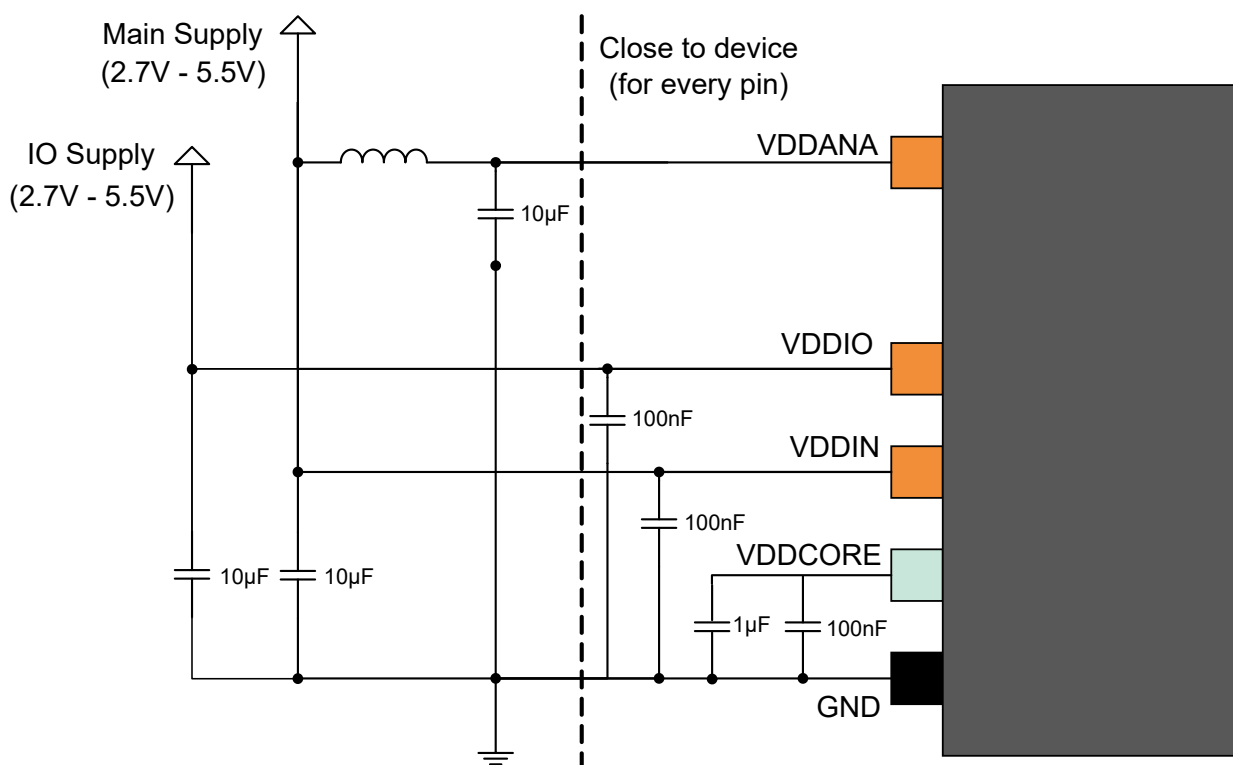 Main Supply
(2.7V - 5.5V)
Close to device
(for every pin)
IO Supply
(2.7V - 5.5V)
VDDANA
10µF
VDDIO
100nF
VDDIN
100nF
VDDCORE
10µF
10µF
1µF
100nF
GND